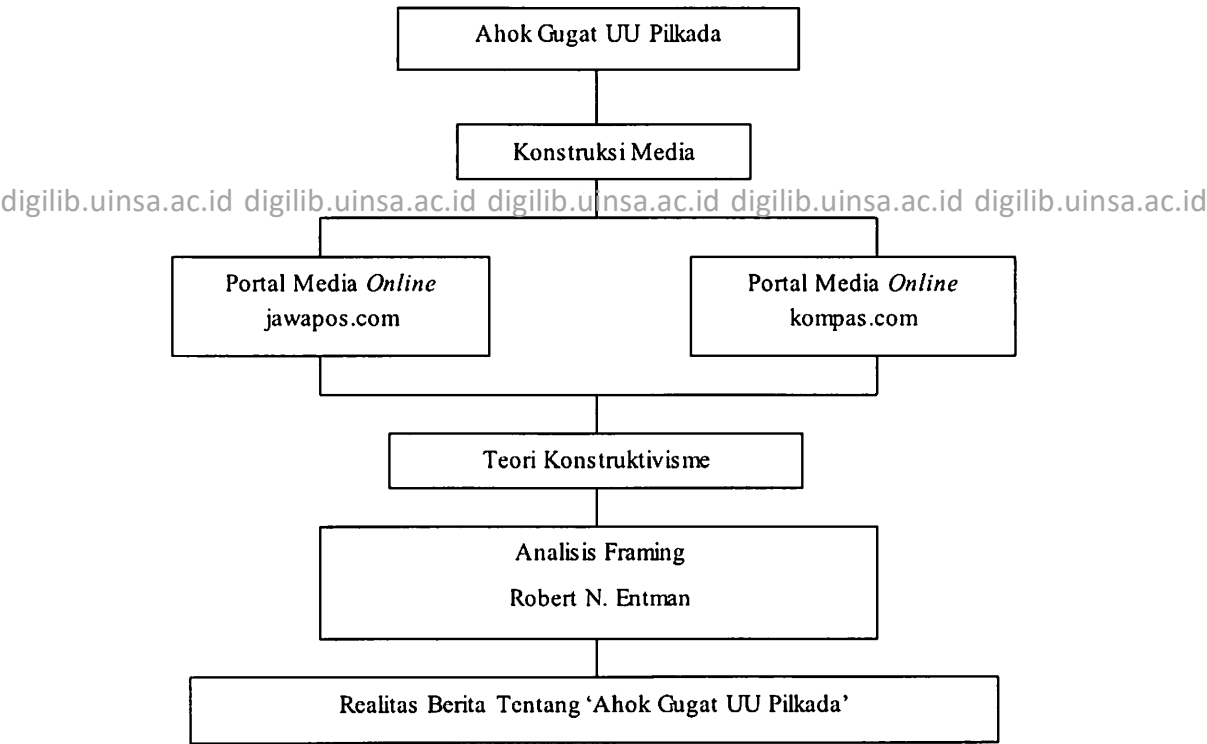 Ahok Gugat UU Pilkada
Konstruksi Media
digilib.uinsa.ac.id digilib.uinsa.ac.id digilib.uinsa.ac.id digilib.uinsa.ac.id digilib.uinsa.ac.id
Portal Media Online
jawapos.com
Portal Media Online
kompas.com
Teori Konstruktivisme
Analisis Framing
Robert N. Entman
Realitas Berita Tentang ‘Ahok Gugat UU Pilkada’